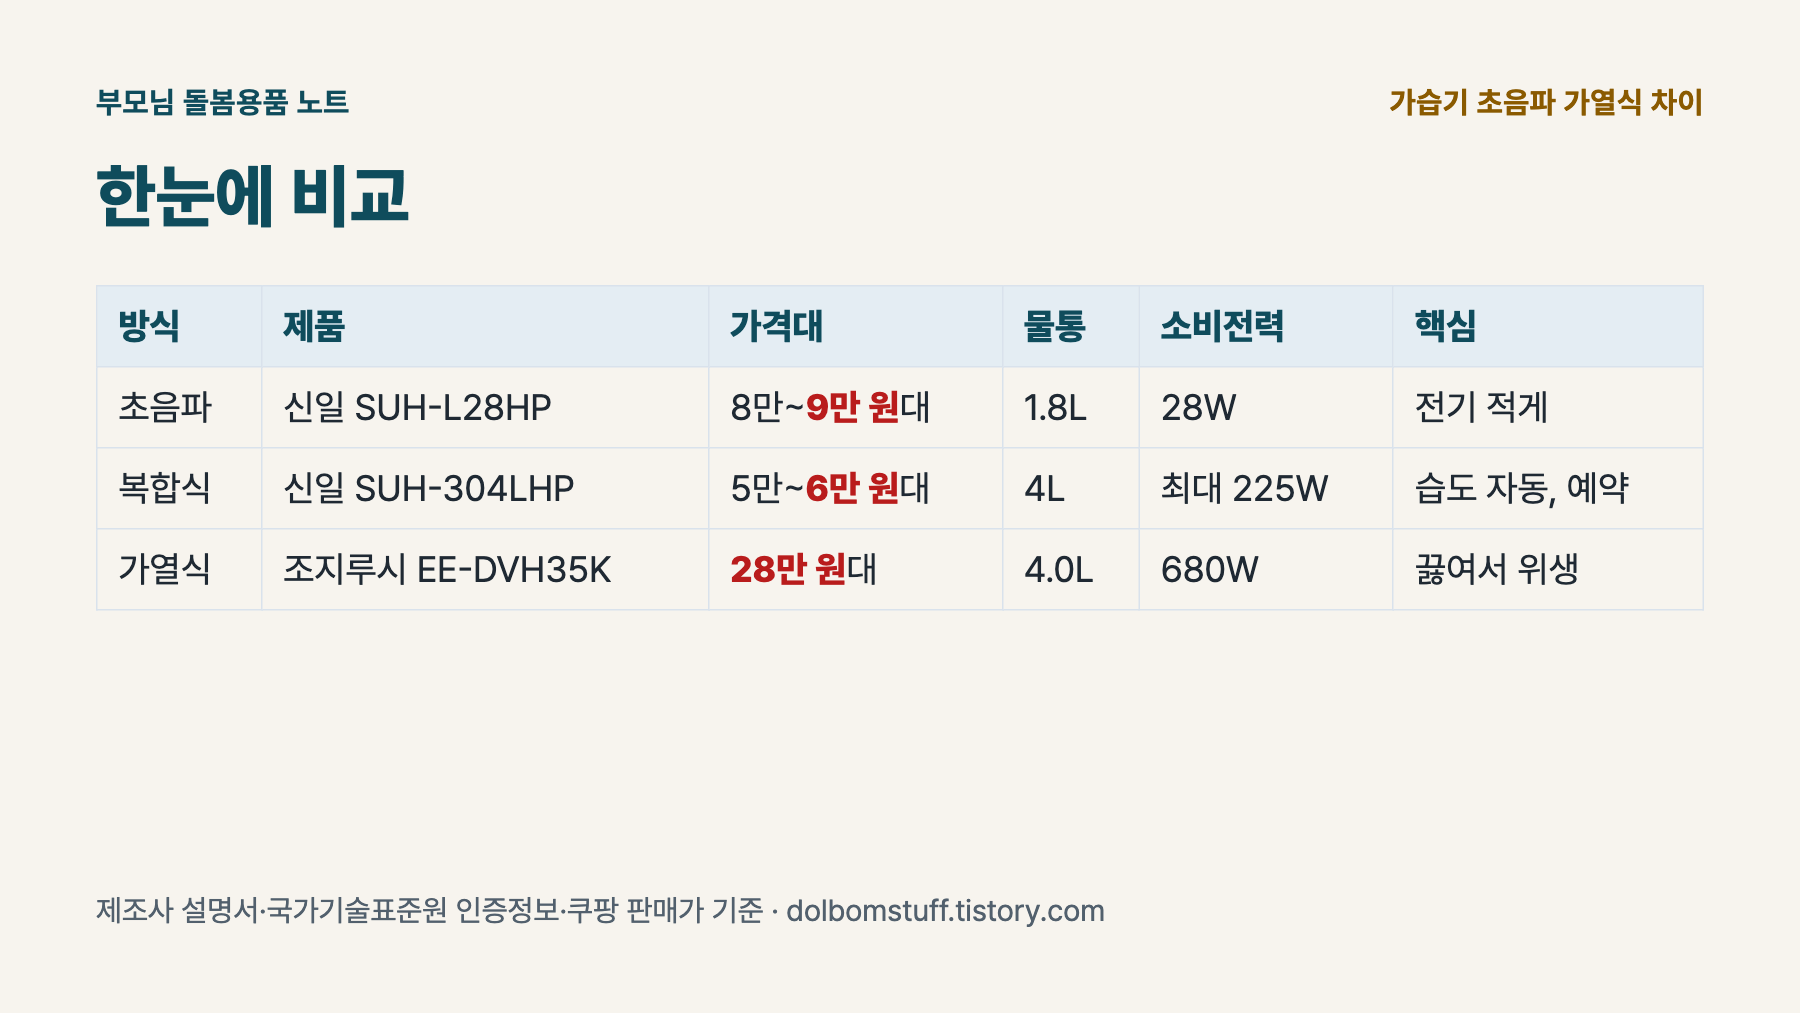 부모님 돌봄용품 노트
가습기 초음파 가열식 차이
한눈에 비교
방식 제품 가격대 물통 소비전력 핵심
초음파 신일 SUH-L28HP 8만~9만 원대 1.8L 28W 전기 적게
복합식 신일 SUH-304LHP 5만~6만 원대 4L 최대 225W 습도 자동, 예약
가열식 조지루시 EE-DVH35K 28만 원대 4.0L 680W 끓여서 위생
제조사 설명서·국가기술표준원 인증정보·쿠팡 판매가 기준 · dolbomstuff.tistory.com